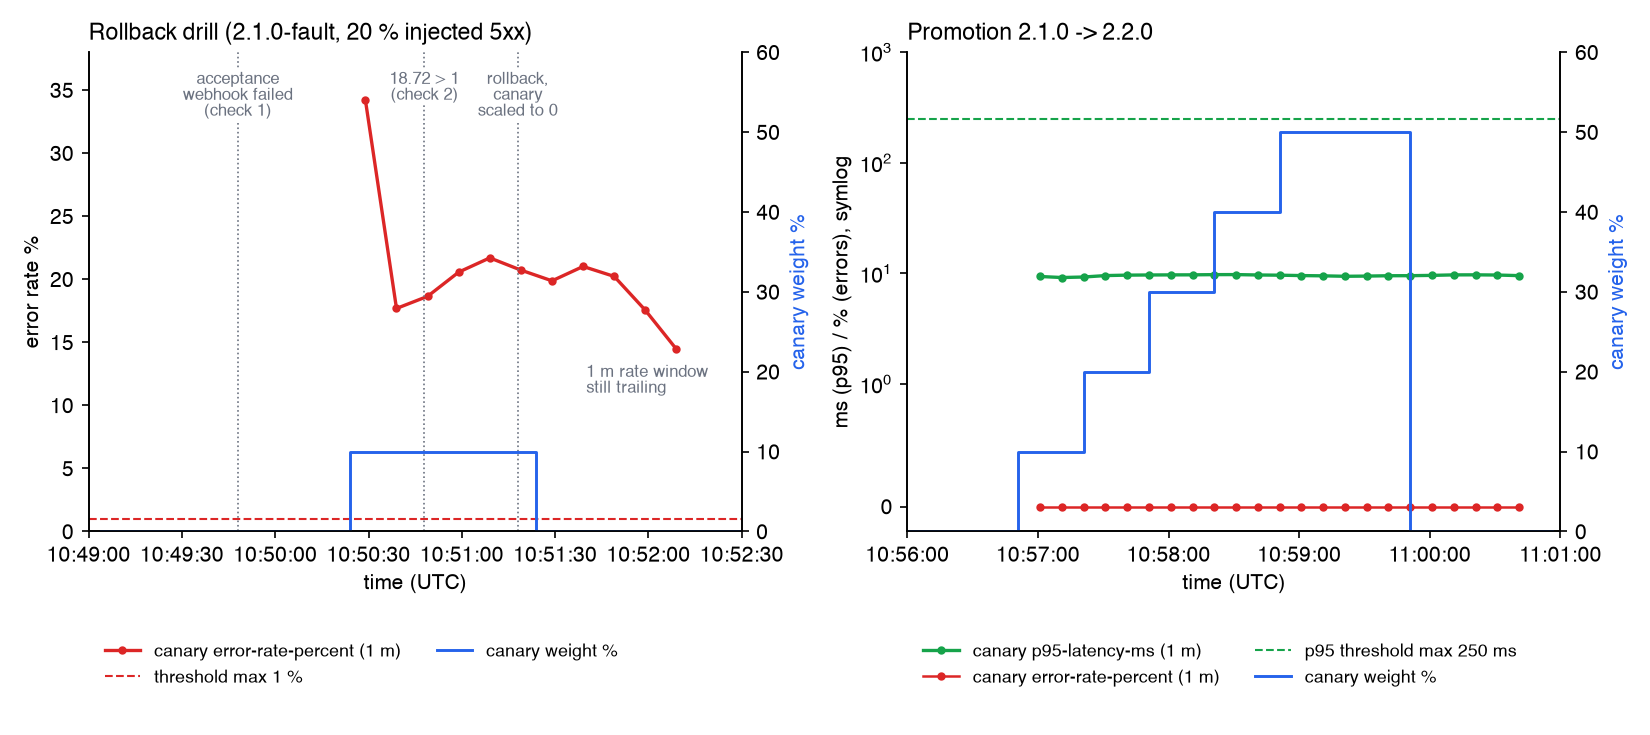 Rollback drill (2.1.0-fault, 20 % injected 5xx)
acceptance
webhook failed
(check 1)
18.72 > 1
(check 2)
rollback,
canary
scaled to 0
1 m rate window
still trailing
error rate %
35
30
25
20
15
10
5
0
60
50
40
30
20
10
0
canary weight %
10:49:00
10:49:30
10:50:00
10:50:30
10:51:00
10:51:30
10:52:00
10:52:30
time (UTC)
canary error-rate-percent (1 m)
threshold max 1 %
canary weight %
Promotion 2.1.0 -> 2.2.0
ms (p95) / % (errors), symlog
10³
10²
10¹
10⁰
0
60
50
40
30
20
10
0
canary weight %
10:56:00
10:57:00
10:58:00
10:59:00
11:00:00
11:01:00
time (UTC)
canary p95-latency-ms (1 m)
canary error-rate-percent (1 m)
p95 threshold max 250 ms
canary weight %